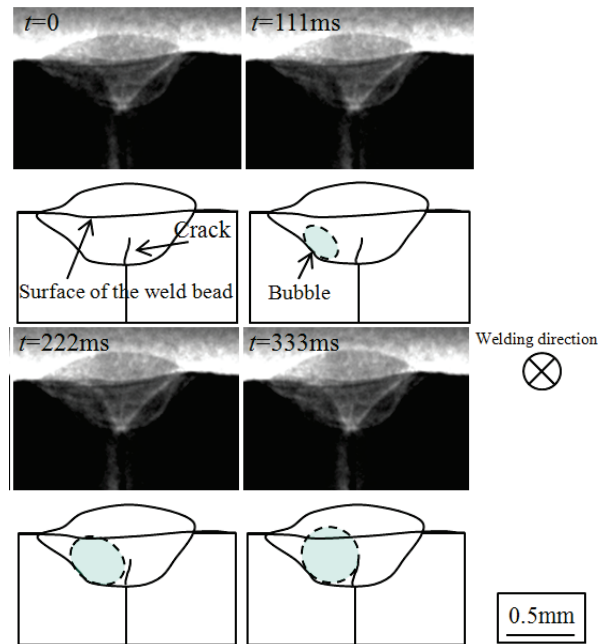 t=0
t=111ms
Crack
Surface of the weld bead
Bubble
t=222ms
t=333ms
Welding direction
0.5mm